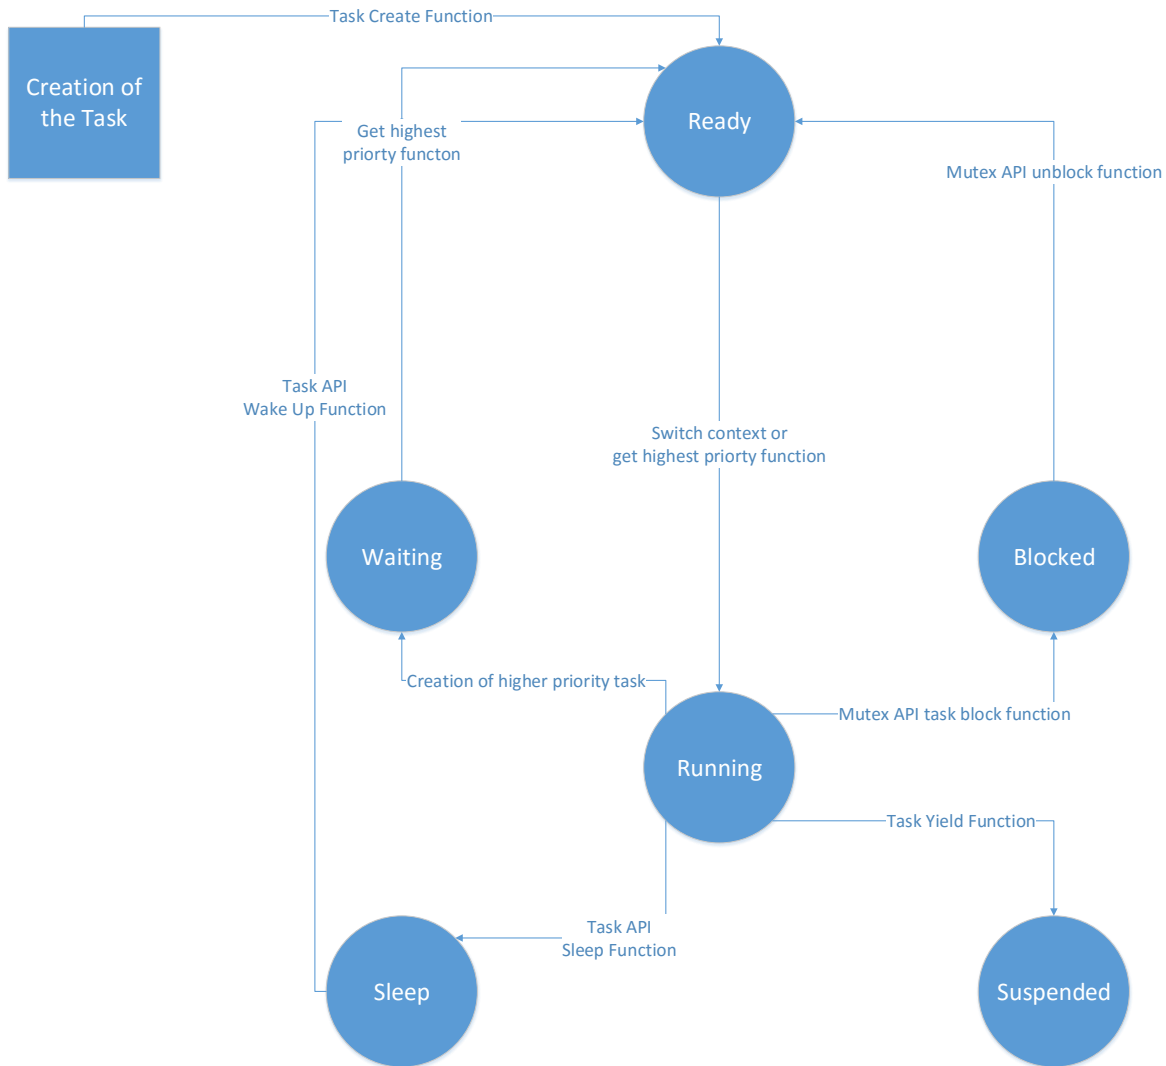 Task Create Function
Creation of
the Task
Ready
Get highest
priorty functon
Mutex API unblock function
Task API
Wake Up Function
Switch context or
get highest priorty function
Waiting
Blocked
Creation of higher priority task
Mutex API task block function
Running
Task Yield Function
Task API
Sleep Function
Sleep
Suspended